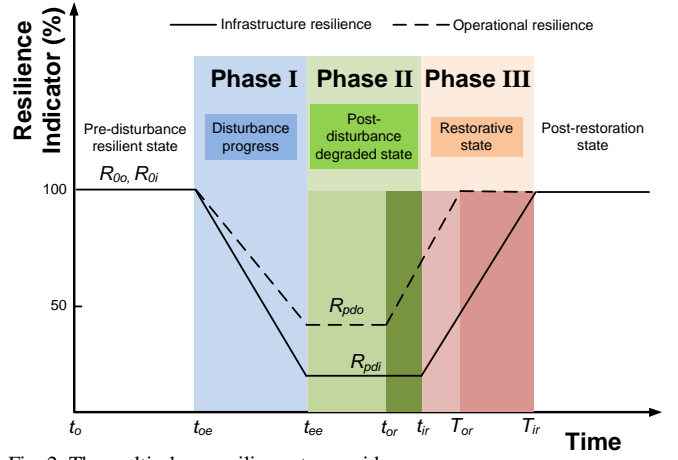 Infrastructure resilience
Operational resilience
Resilience
Indicator (%)
Phase I
Phase II
Phase III
Pre-disturbance
resilient state
Disturbance
progress
Post-
disturbance
degraded state
Restorative
state
Post-restoration
state
R0o, R0i
100
50
Rpdo
Rpdi
to
toe
tee
tor
tir
Tor
Tir
Time